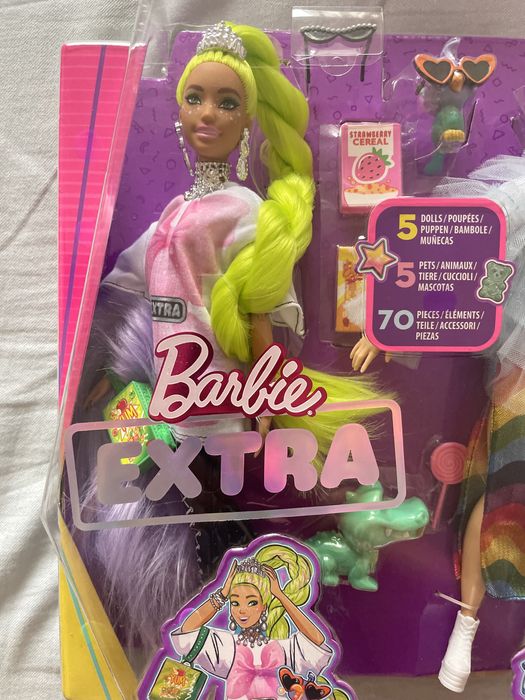 STRAWBERRY
CEREAL
5 DOLLS / POUPÉES /
PUPPEN / BAMBOLE /
MUÑECAS
5 PETS / ANIMAUX /
TIERE / CUCCIOLI /
MASCOTAS
70 PIECES / ÉLÉMENTS /
TEILE / ACCESSORI /
PIEZAS
XTRA
Barbie
EXTRA